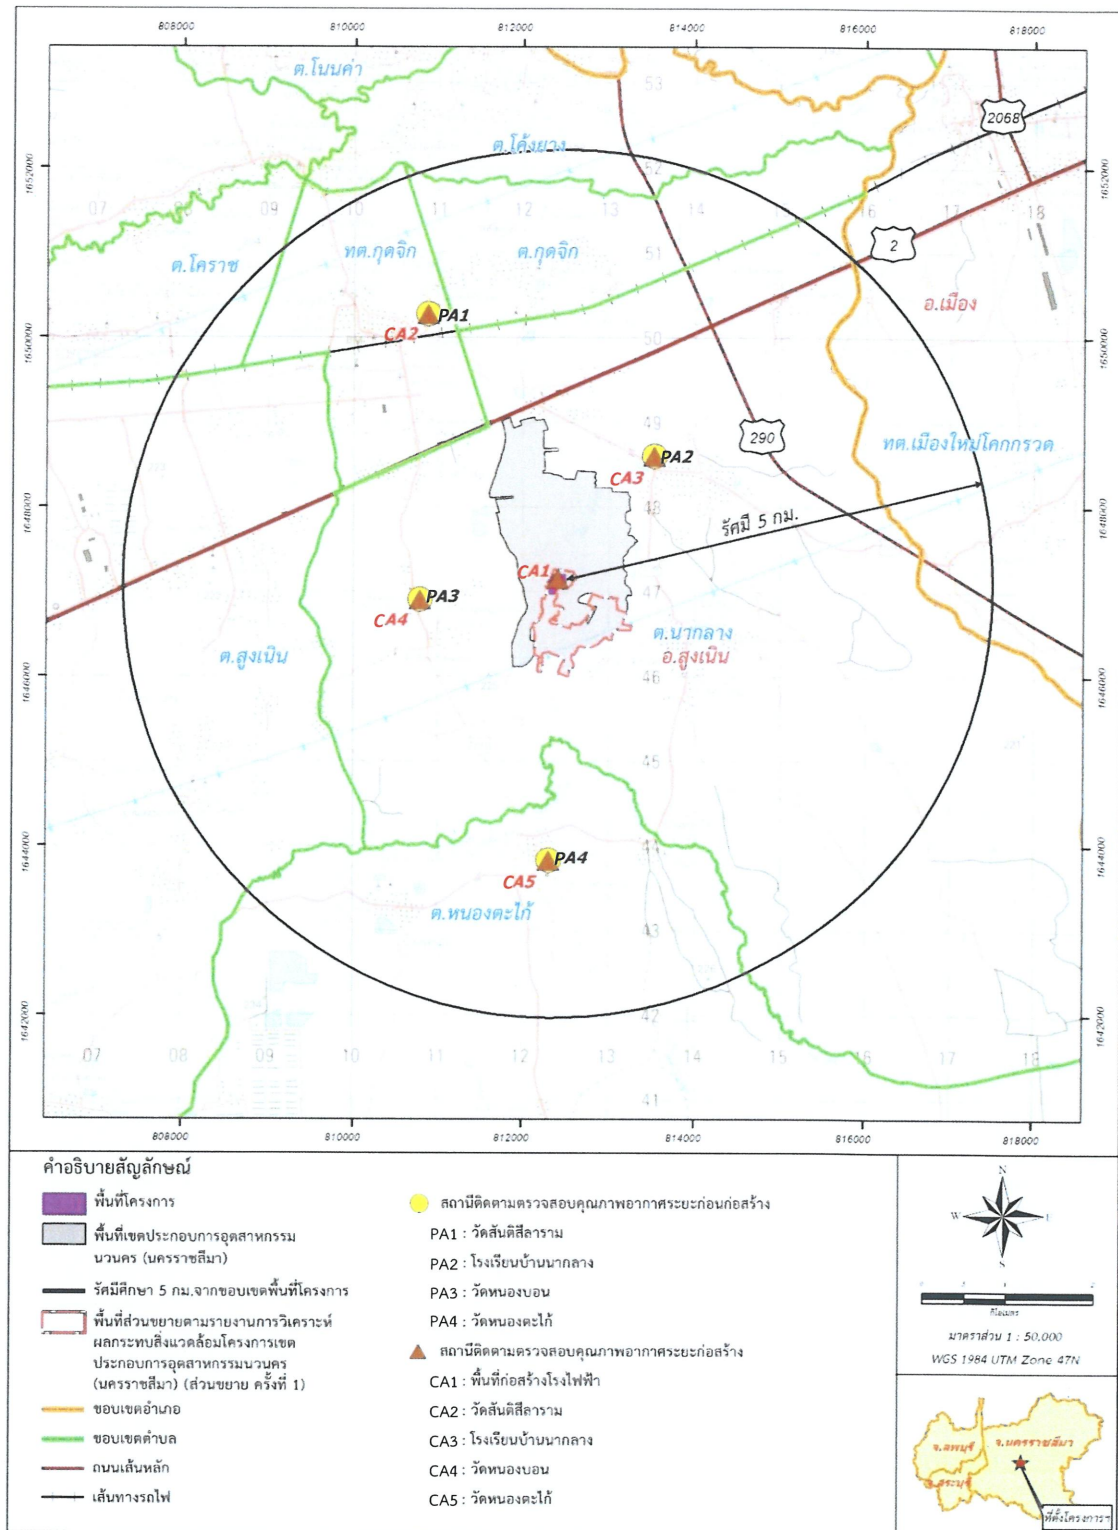 808000 810000 812000 814000 816000 818000
ต.โนนค่า
53
2068
ต.โค้งยาง
52
1652000 1652000
07 08 09 10 11 12 13 14 15 16 17 18
ต.โคราช ทต.กุดจิก ต.กุดจิก 51
2
อ.เมือง
PA1
CA2
1650000 50 1650000
49
290
ทต.เมืองใหม่โคกกรวด
PA2
CA3
1648000 48 1648000
รัศมี 5 กม.
CA1
47
PA3
CA4
ต.นากลาง
ต.สูงเนิน อ.สูงเนิน
1646000 46 1646000
45
1644000 44 1644000
PA4
CA5
ต.หนองตะไก้
43
1642000 42 1642000
07 08 09 10 11 12 13 14 15 16 17 18
41
808000 810000 812000 814000 816000 818000
คำอธิบายสัญลักษณ์
พื้นที่โครงการ
พื้นที่เขตประกอบการอุตสาหกรรม
นวนคร (นครราชสีมา)
รัศมีศึกษา 5 กม.จากขอบเขตพื้นที่โครงการ
พื้นที่ส่วนขยายตามรายงานการวิเคราะห์
ผลกระทบสิ่งแวดล้อมโครงการเขต
ประกอบการอุตสาหกรรมนวนคร
(นครราชสีมา) (ส่วนขยาย ครั้งที่ 1)
ขอบเขตอำเภอ
ขอบเขตตำบล
ถนนเส้นหลัก
เส้นทางรถไฟ
สถานีติดตามตรวจสอบคุณภาพอากาศระยะก่อนก่อสร้าง
PA1 : วัดสันติสีลาราม
PA2 : โรงเรียนบ้านนากลาง
PA3 : วัดหนองบอน
PA4 : วัดหนองตะไก้
สถานีติดตามตรวจสอบคุณภาพอากาศระยะก่อสร้าง
CA1 : พื้นที่ก่อสร้างโรงไฟฟ้า
CA2 : วัดสันติสีลาราม
CA3 : โรงเรียนบ้านนากลาง
CA4 : วัดหนองบอน
CA5 : วัดหนองตะไก้
N
W
S
กิโลเมตร
มาตราส่วน 1 : 50,000
WGS 1984 UTM Zone 47N
จ.ลพบุรี จ.นครราชสีมา
จ.สระบุรี
ที่ตั้งโครงการฯ